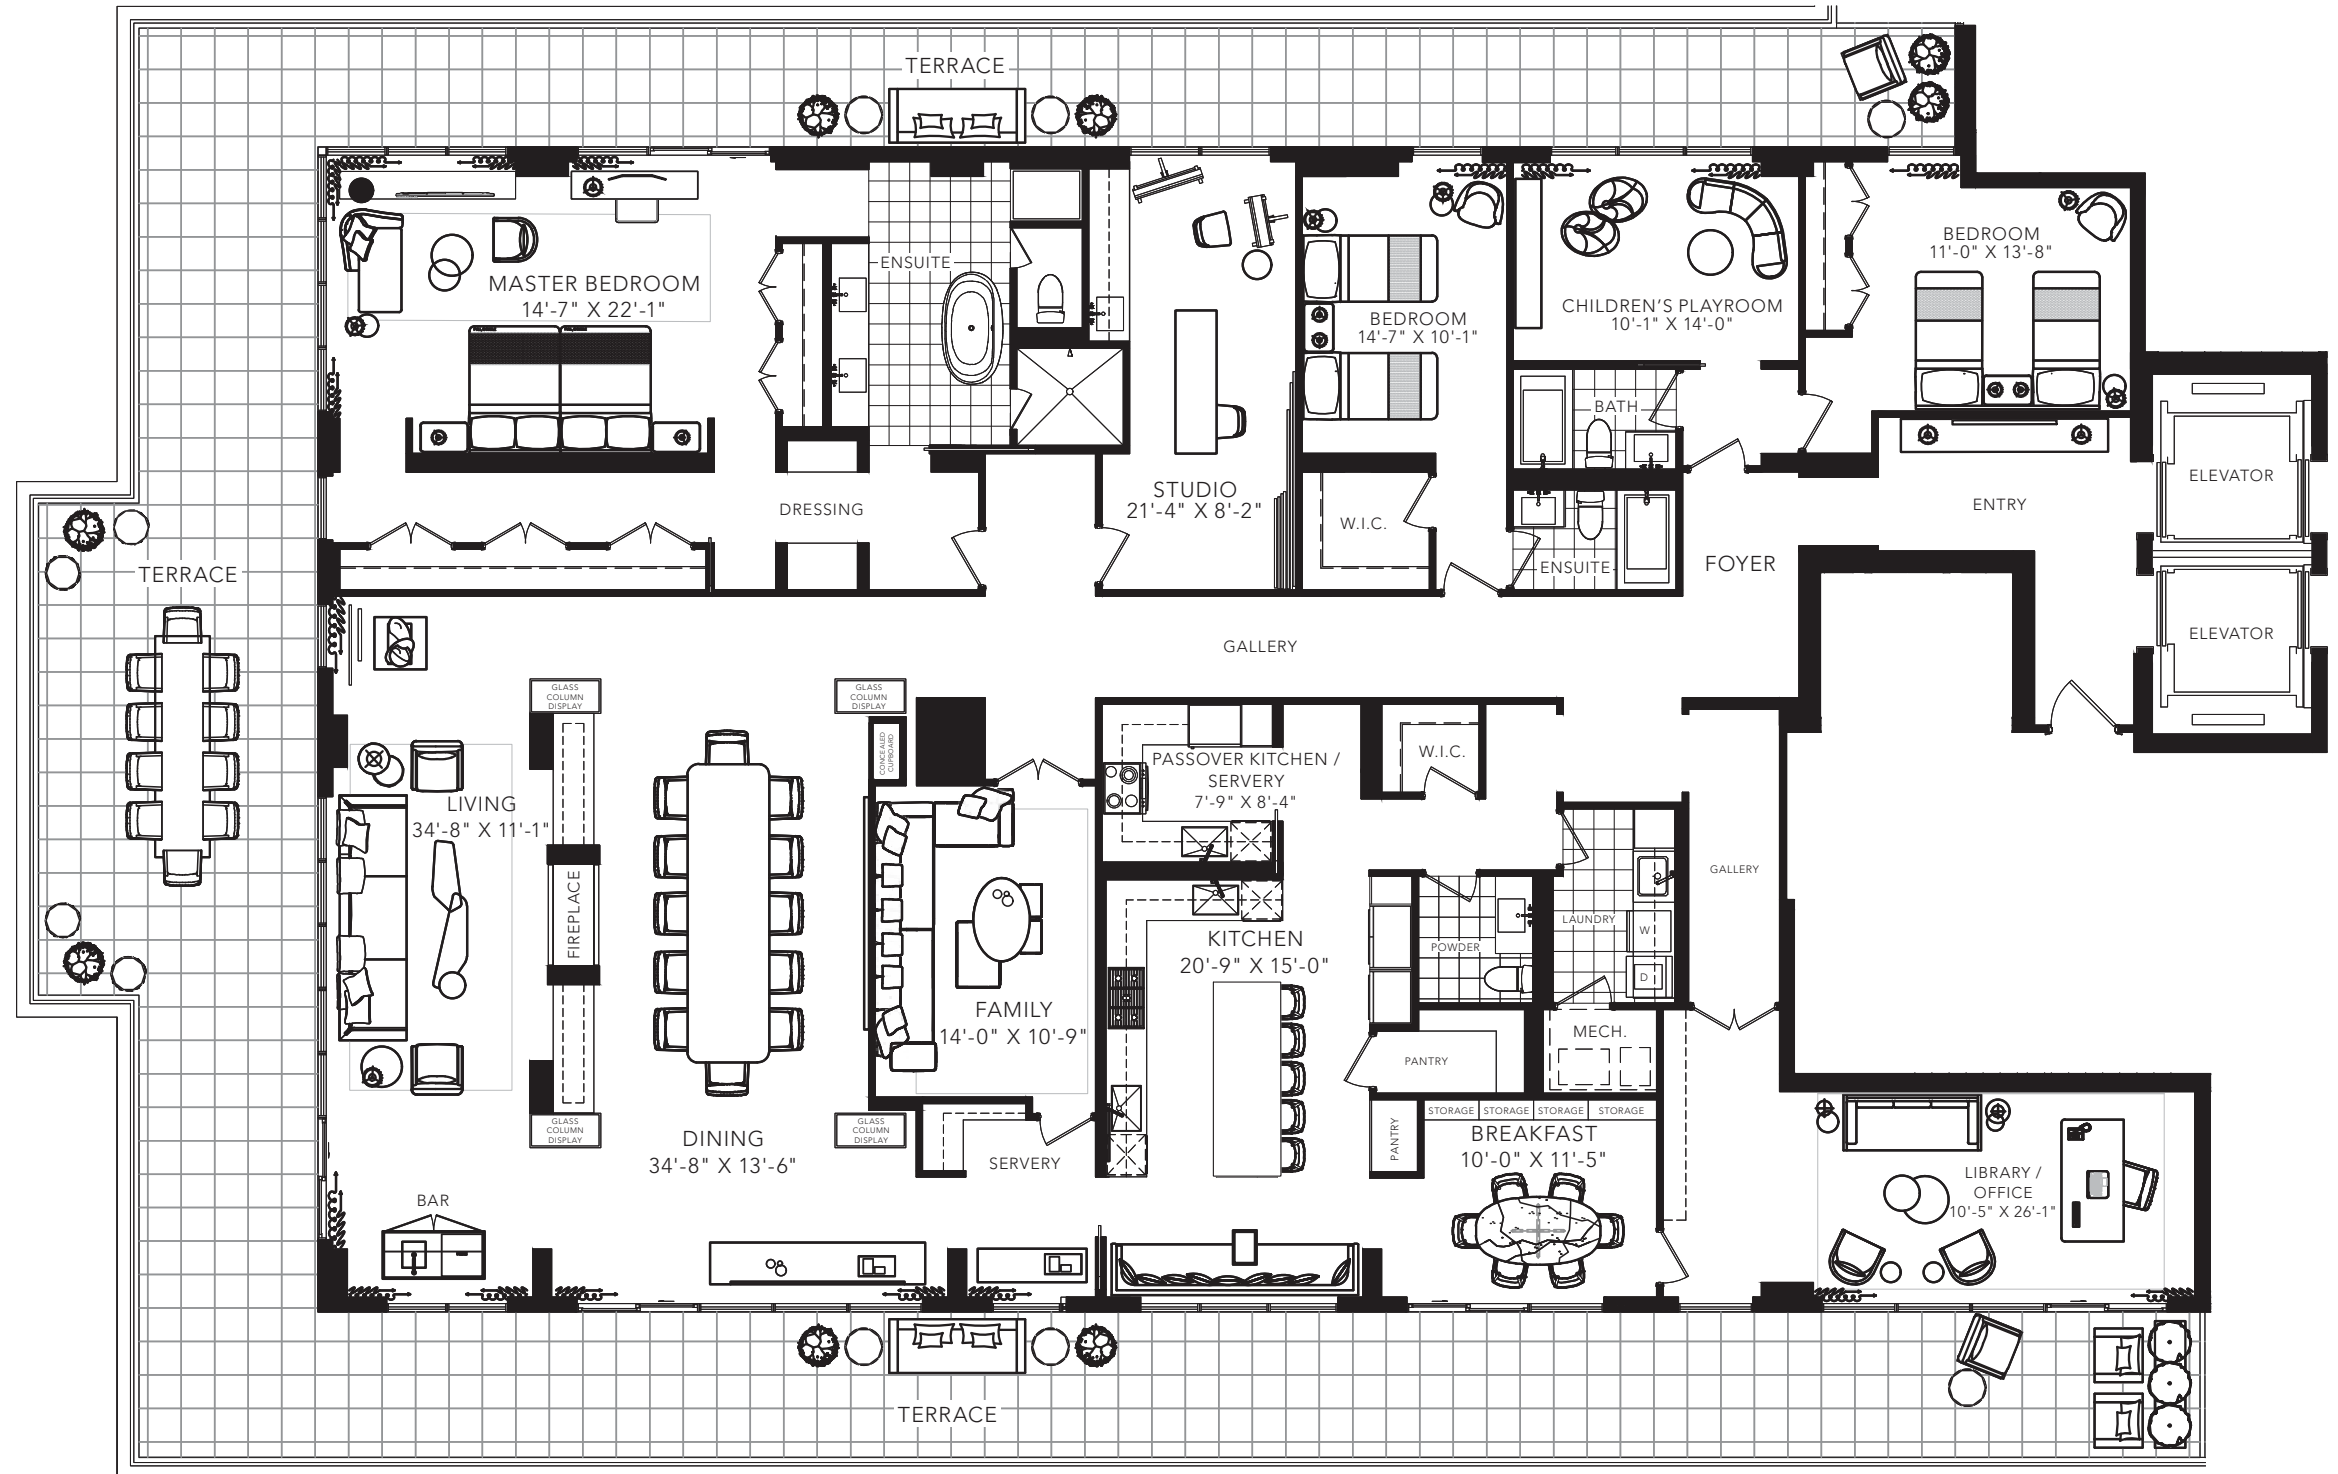 TERRACE
ENSUITE
MASTER BEDROOM
14'-7" X 22'-1"
BEDROOM
14'-7" X 10'-1"
CHILDREN'S PLAYROOM
10'-1" X 14'-0"
BEDROOM
11'-0" X 13'-8"
BATH
ELEVATOR
STUDIO
21'-4" X 8'-2"
DRESSING
W.I.C.
ENTRY
TERRACE
ENSUITE
FOYER
ELEVATOR
GALLERY
GLASS
COLUMN
DISPLAY
GLASS
COLUMN
DISPLAY
CONCEALED
CUPBOARD
PASSOVER KITCHEN /
SERVERY
7'-9" X 8'-4"
W.I.C.
LIVING
34'-8" X 11'-1"
FIREPLACE
GALLERY
LAUNDRY
W
D
POWDER
KITCHEN
20'-9" X 15'-0"
FAMILY
14'-0" X 10'-9"
MECH.
PANTRY
STORAGE
STORAGE
STORAGE
STORAGE
GLASS
COLUMN
DISPLAY
GLASS
COLUMN
DISPLAY
DINING
34'-8" X 13'-6"
SERVERY
PANTRY
BREAKFAST
10'-0" X 11'-5"
LIBRARY /
OFFICE
10'-5" X 26'-1"
BAR
TERRACE